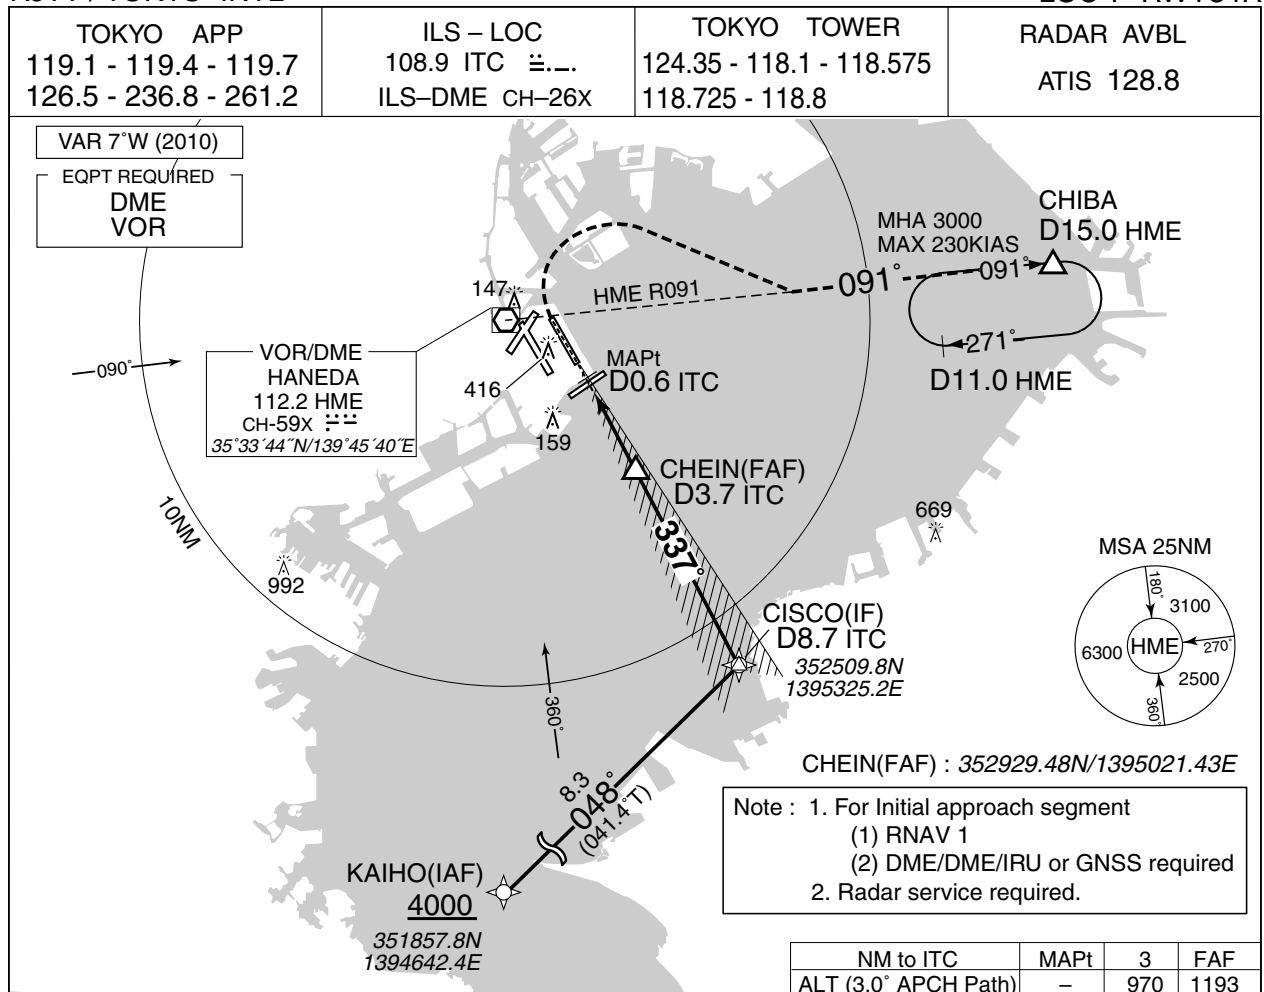 TOKYO APP
119.1 - 119.4 - 119.7
126.5 - 236.8 - 261.2
ILS – LOC
108.9 ITC
ILS–DME CH–26X
TOKYO TOWER
124.35 - 118.1 - 118.575
118.725 - 118.8
RADAR AVBL
ATIS 128.8
VAR 7°W (2010)
EQPT REQUIRED
DME
VOR
CHIBA
D15.0 HME
MHA 3000
MAX 230KIAS
091°
091°
HME R091
271°
D11.0 HME
147
090°
VOR/DME
HANEDA
112.2 HME
CH-59X
35°33´44˝N/139°45´40˝E
416
MAPt
D0.6 ITC
159
CHEIN(FAF)
D3.7 ITC
10NM
337°
669
992
MSA 25NM
180°
3100
HME
270°
6300
2500
360°
CISCO(IF)
D8.7 ITC
352509.8N
1395325.2E
360°
CHEIN(FAF) : 352929.48N/1395021.43E
8.3
048°
(041.4°T)
Note : 1. For Initial approach segment
(1) RNAV 1
(2) DME/DME/IRU or GNSS required
2. Radar service required.
KAIHO(IAF)
4000
351857.8N
1394642.4E
NM to ITC MAPt 3 FAF
ALT (3.0° APCH Path) – 970 1193